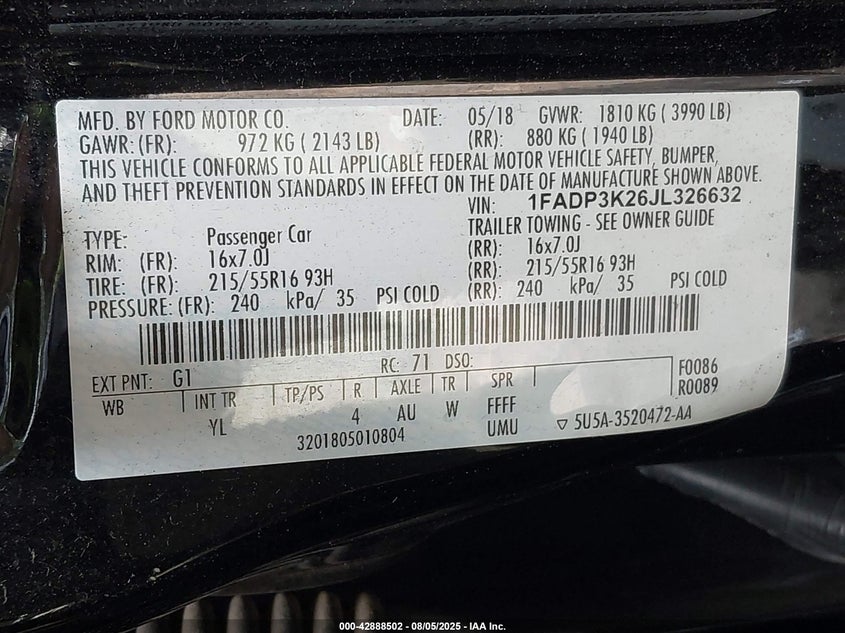 MFD. BY FORD MOTOR CO. DATE: 05/18 GVWR: 1810 KG ( 3990 LB)
GAWR: (FR): 972 KG ( 2143 LB) (RR): 880 KG ( 1940 LB)
THIS VEHICLE CONFORMS TO ALL APPLICABLE FEDERAL MOTOR VEHICLE SAFETY, BUMPER,
AND THEFT PREVENTION STANDARDS IN EFFECT ON THE DATE OF MANUFACTURE SHOWN ABOVE.
VIN: 1FADP3K26JL326632
TRAILER TOWING - SEE OWNER GUIDE
TYPE: Passenger Car
RIM: (FR): 16x7.0J (RR): 16x7.0J
TIRE: (FR): 215/55R16 93H (RR): 215/55R16 93H
PRESSURE: (FR): 240 kPa/ 35 PSI COLD (RR): 240 kPa/ 35 PSI COLD
RC: 71 DSO: F0086
EXT PNT: G1 R0089
WB INT TR TP/PS R AXLE TR SPR
YL 4 AU W FFFF
3201805010804 UMU ▽ 5U5A-3520472-AA
000-42888502 - 08/05/2025 - IAA Inc.